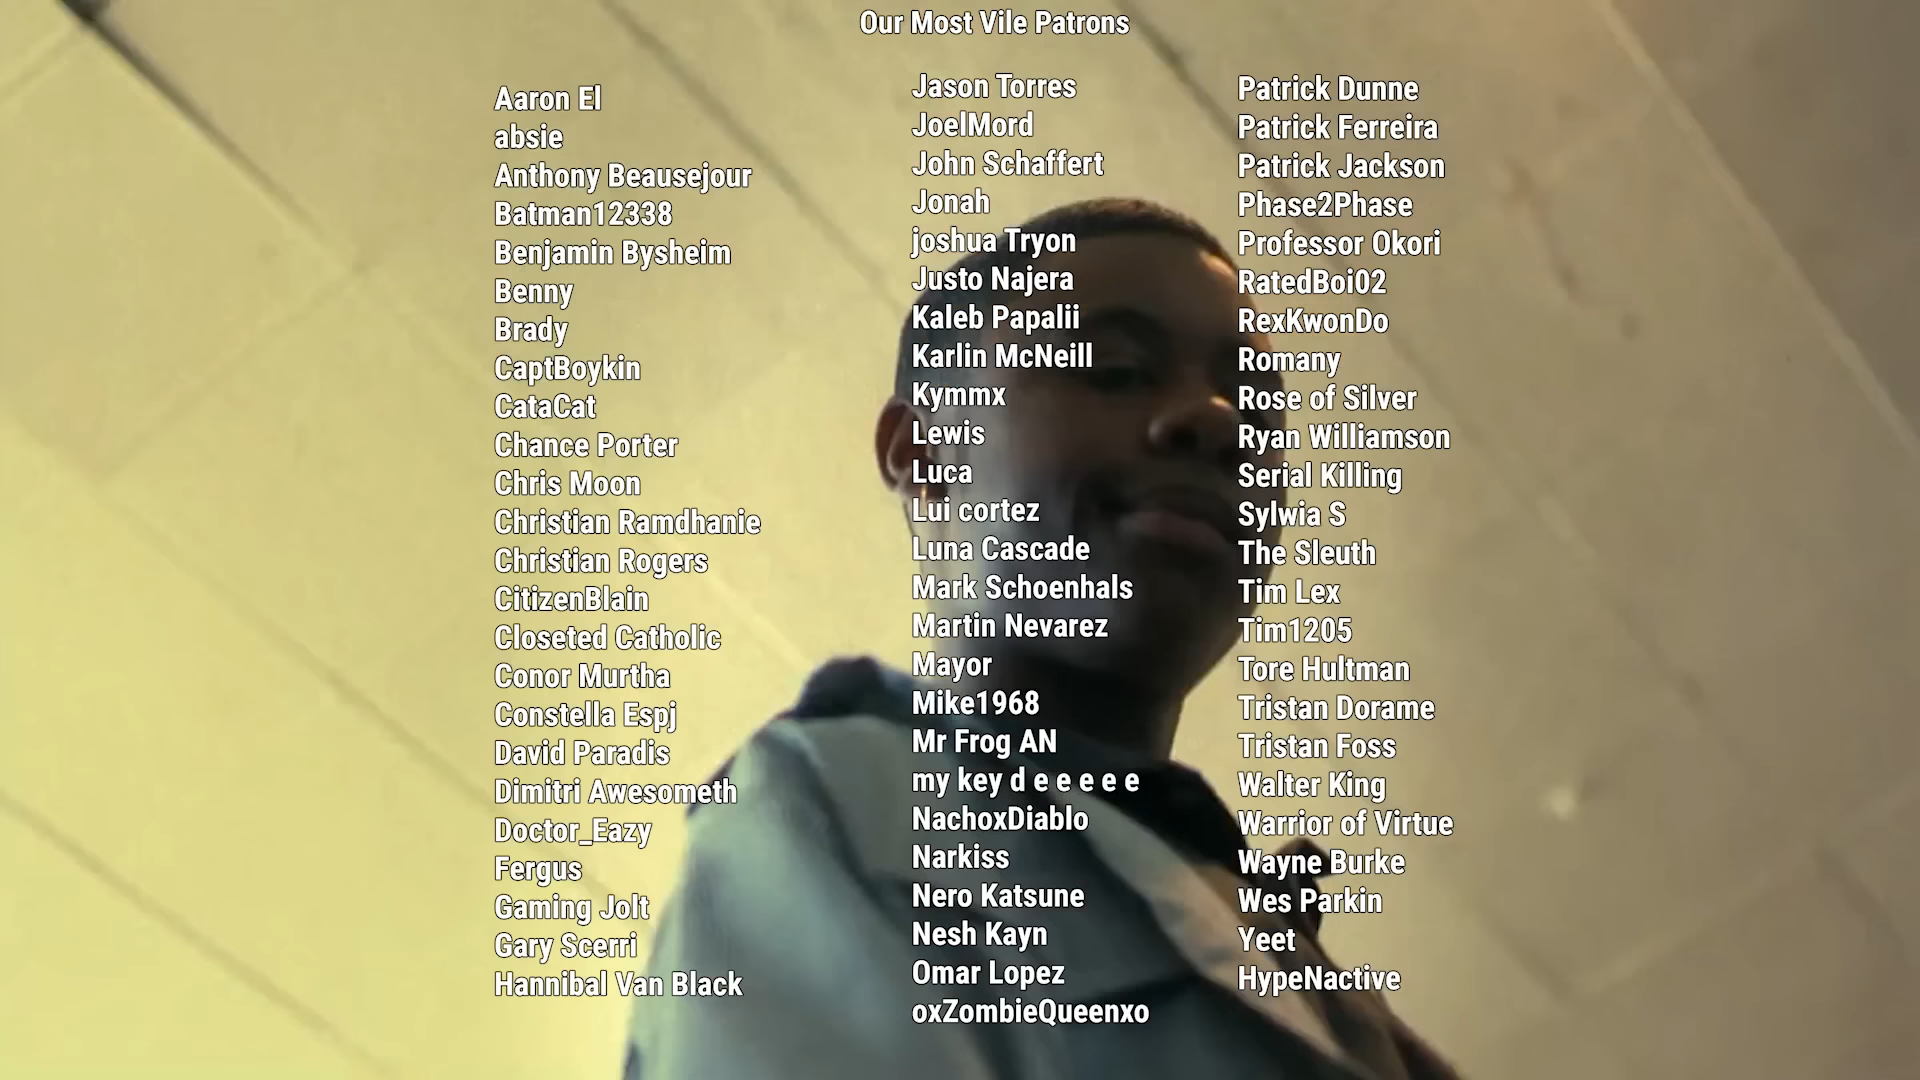 Our Most Vile Patrons
Aaron El
absie
Anthony Beausejour
Batman12338
Benjamin Bysheim
Benny
Brady
CaptBoykin
CataCat
Chance Porter
Chris Moon
Christian Ramdhanie
Christian Rogers
CitizenBlain
Closeted Catholic
Conor Murtha
Constella Espj
David Paradis
Dimitri Awesometh
Doctor_Eazy
Fergus
Gaming Jolt
Gary Scerri
Hannibal Van Black
Jason Torres
JoelMord
John Schaffert
Jonah
joshua Tryon
Justo Najera
Kaleb Papalii
Karlin McNeill
Kymmx
Lewis
Luca
Lui cortez
Luna Cascade
Mark Schoenhals
Martin Nevarez
Mayor
Mike1968
Mr Frog AN
my key d e e e e e
NachoxDiablo
Narkiss
Nero Katsune
Nesh Kayn
Omar Lopez
oxZombieQueenxo
Patrick Dunne
Patrick Ferreira
Patrick Jackson
Phase2Phase
Professor Okori
RatedBoi02
RexKwonDo
Romany
Rose of Silver
Ryan Williamson
Serial Killing
Sylwia S
The Sleuth
Tim Lex
Tim1205
Tore Hultman
Tristan Dorame
Tristan Foss
Walter King
Warrior of Virtue
Wayne Burke
Wes Parkin
Yeet
HypeNactive